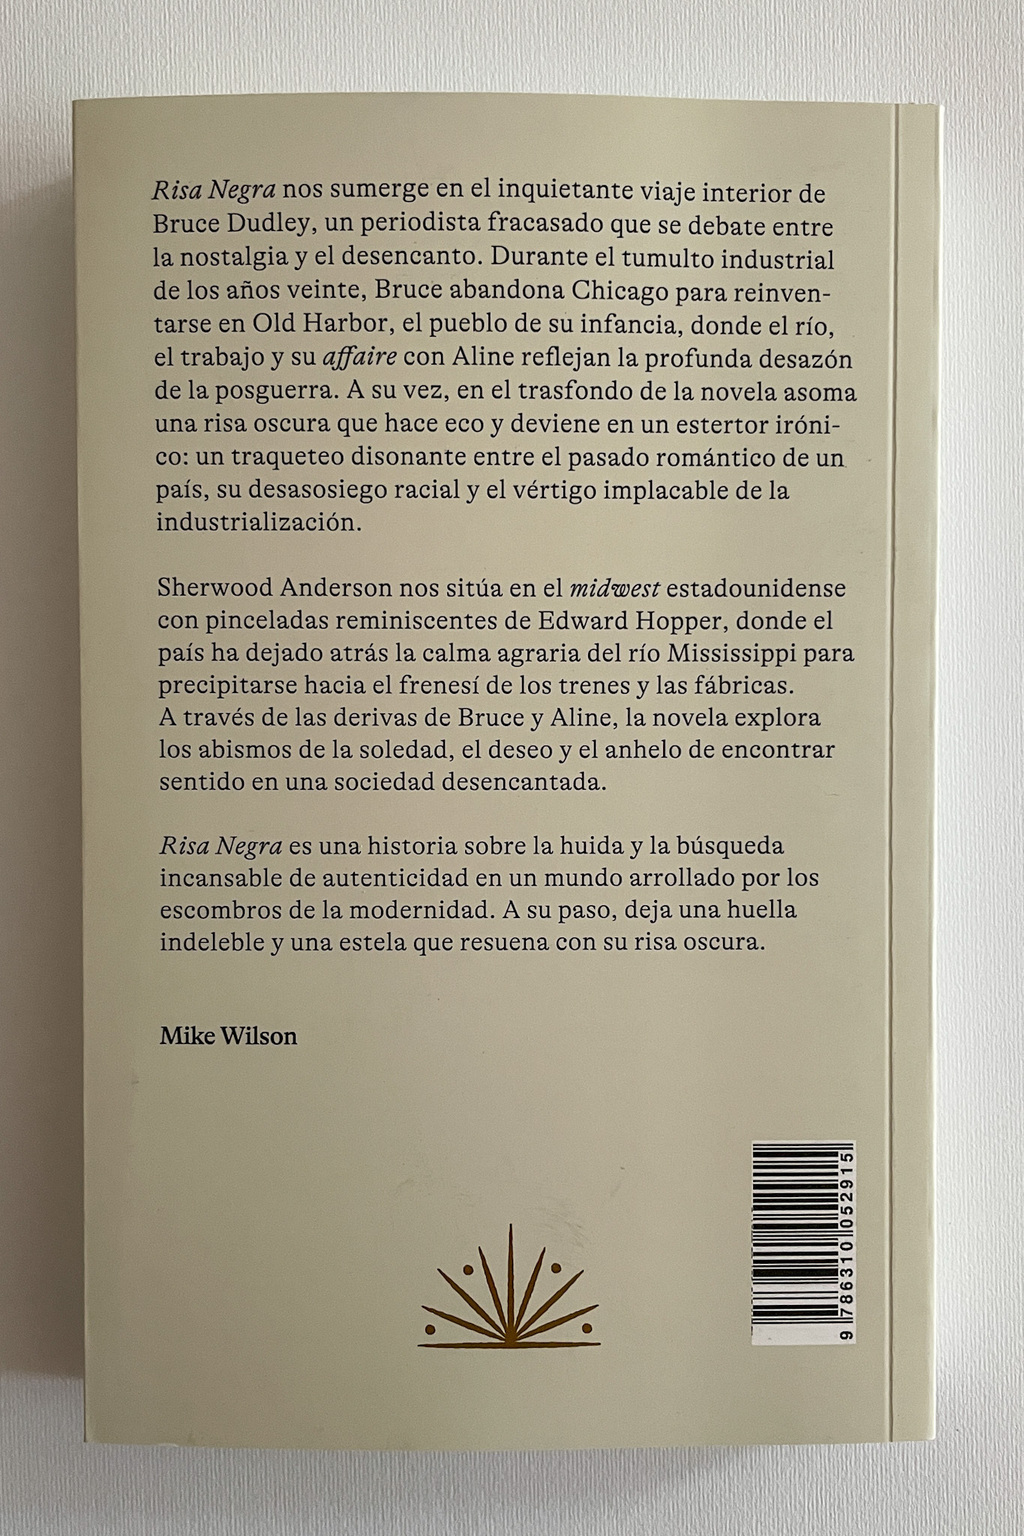 Risa Negra nos sumerge en el inquietante viaje interior de
Bruce Dudley, un periodista fracasado que se debate entre
la nostalgia y el desencanto. Durante el tumulto industrial
de los años veinte, Bruce abandona Chicago para reinven-
tarse en Old Harbor, el pueblo de su infancia, donde el río,
el trabajo y su affaire con Aline reflejan la profunda desazón
de la posguerra. A su vez, en el trasfondo de la novela asoma
una risa oscura que hace eco y deviene en un estertor iróni-
co: un traqueteo disonante entre el pasado romántico de un
país, su desasosiego racial y el vértigo implacable de la
industrialización.
Sherwood Anderson nos sitúa en el midwest estadounidense
con pinceladas reminiscentes de Edward Hopper, donde el
país ha dejado atrás la calma agraria del río Mississippi para
precipitarse hacia el frenesí de los trenes y las fábricas.
A través de las derivas de Bruce y Aline, la novela explora
los abismos de la soledad, el deseo y el anhelo de encontrar
sentido en una sociedad desencantada.
Risa Negra es una historia sobre la huida y la búsqueda
incansable de autenticidad en un mundo arrollado por los
escombros de la modernidad. A su paso, deja una huella
indeleble y una estela que resuena con su risa oscura.
Mike Wilson
9 786310 052915